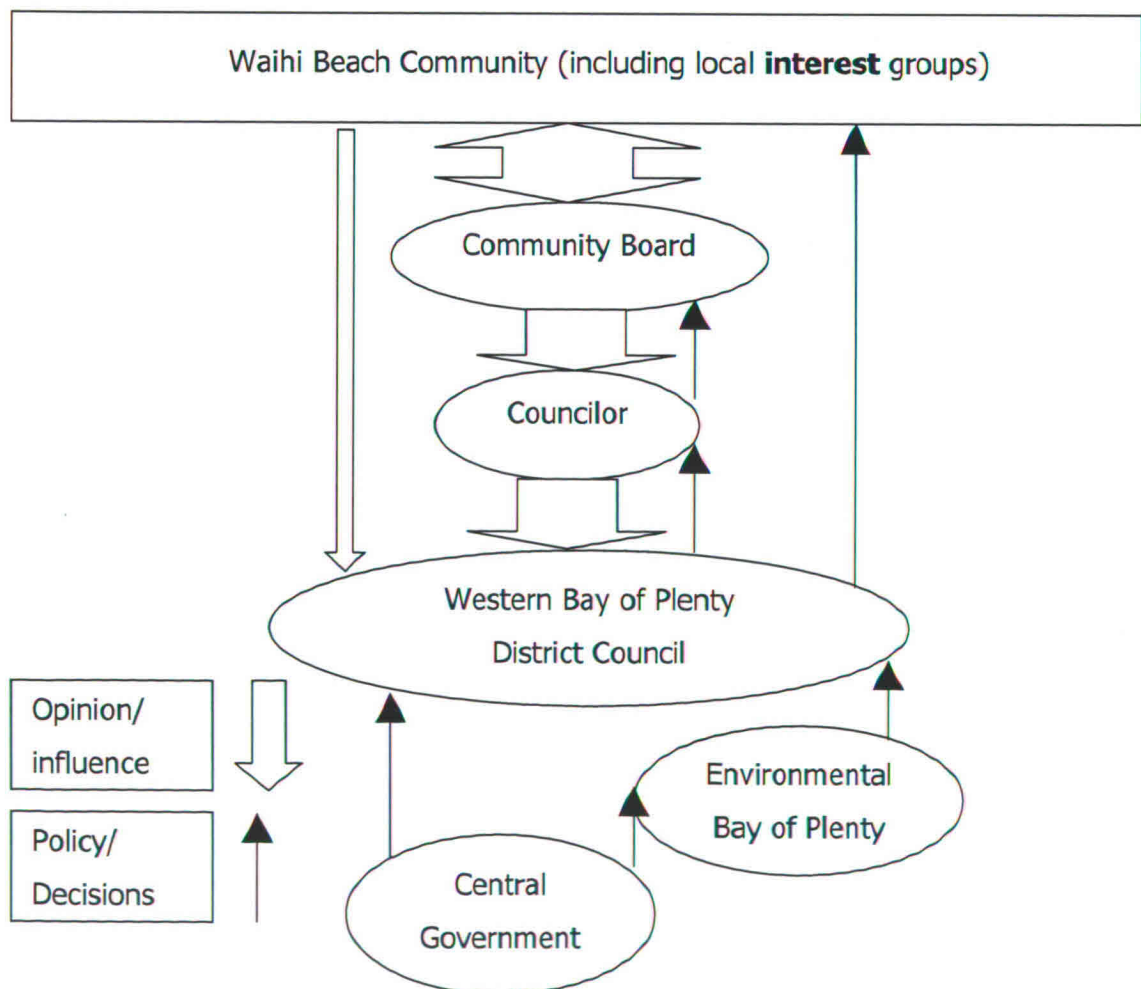 Waihi Beach Community (including local interest groups)
Community Board
Councilor
Western Bay of Plenty
District Council
Opinion/
influence
Environmental
Bay of Plenty
Policy/
Decisions
Central
Government